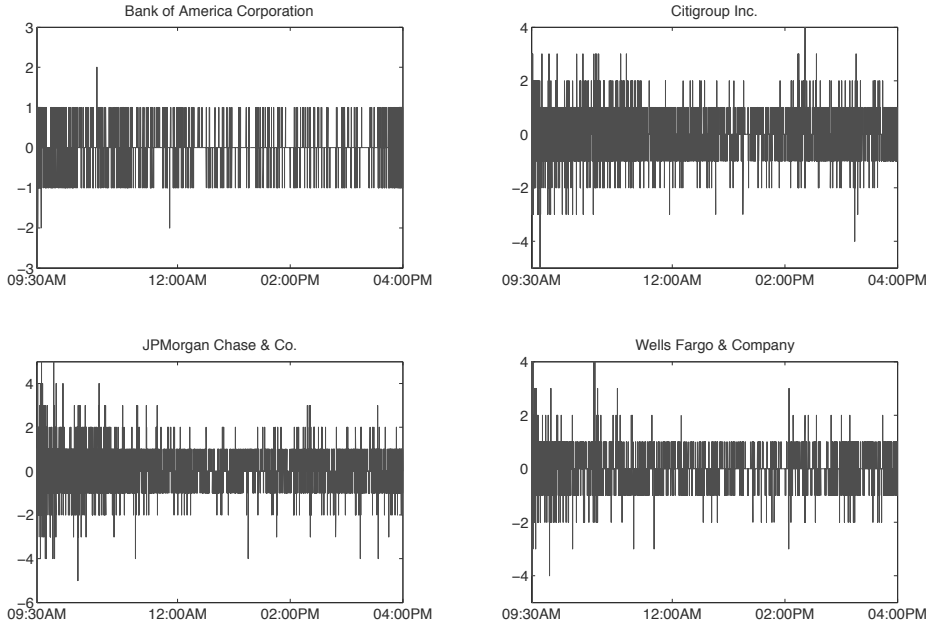 Bank of America Corporation
3
2
1
0
−1
−2
−3
09:30AM 12:00AM 02:00PM 04:00PM
Citigroup Inc.
4
2
0
−2
−4
09:30AM 12:00AM 02:00PM 04:00PM
JPMorgan Chase & Co.
4
2
0
−2
−4
−6
09:30AM 12:00AM 02:00PM 04:00PM
Wells Fargo & Company
4
2
0
−2
−4
09:30AM 12:00AM 02:00PM 04:00PM